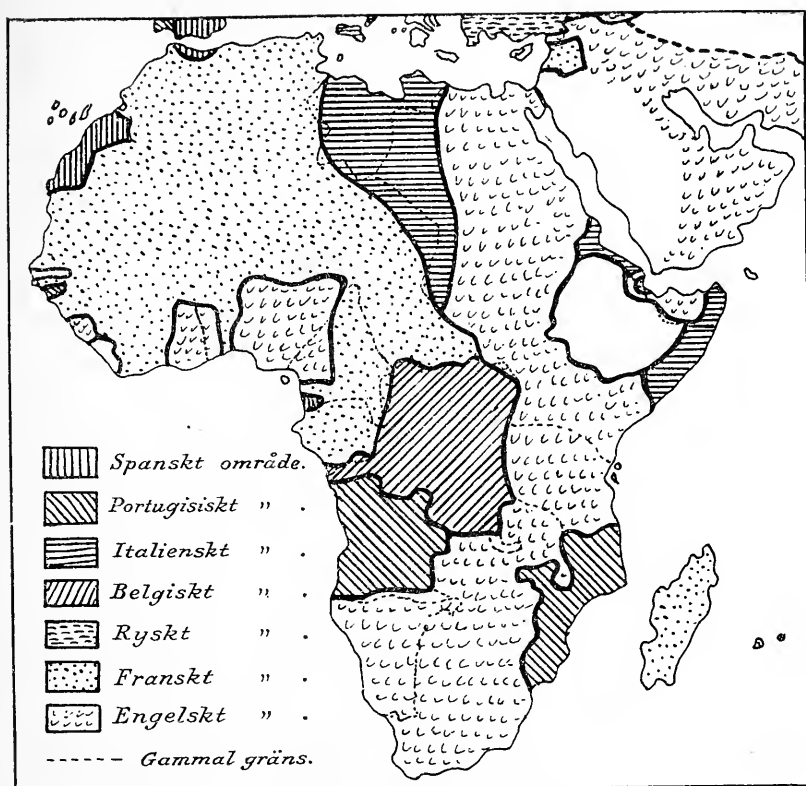 Spanskt område.
Portugisiskt " .
Italienskt " .
Belgiskt " .
Ryskt " .
Franskt " .
Engelskt " .
Gammal gräns.